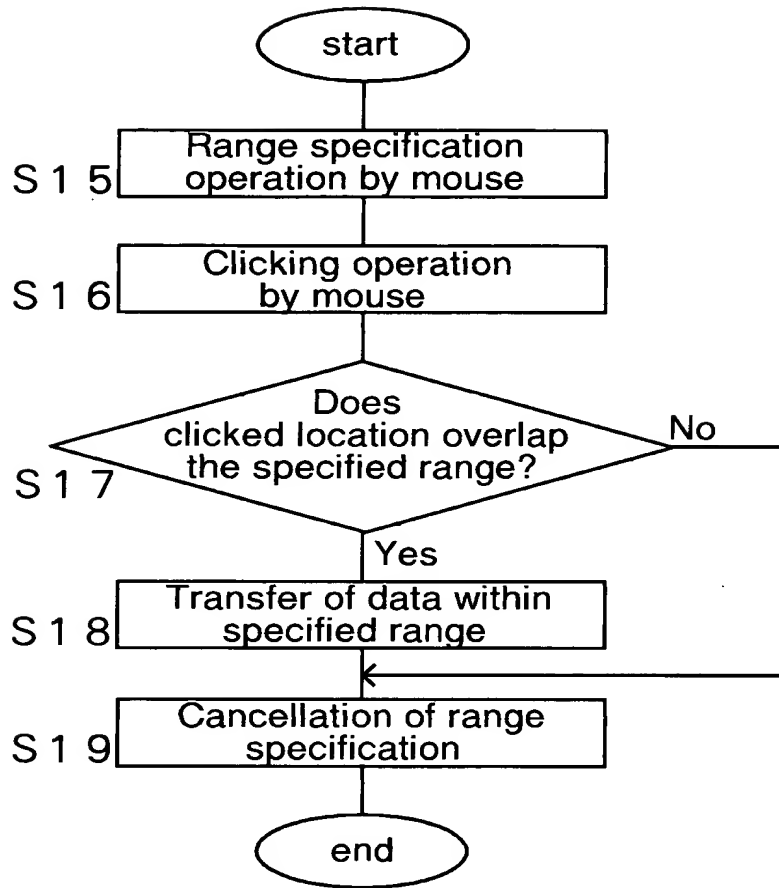 start
Range specification
operation by mouse
S15
Clicking operation
by mouse
S16
Does
clicked location overlap
the specified range?
No
S17
Yes
Transfer of data within
specified range
S18
Cancellation of range
specification
S19
end